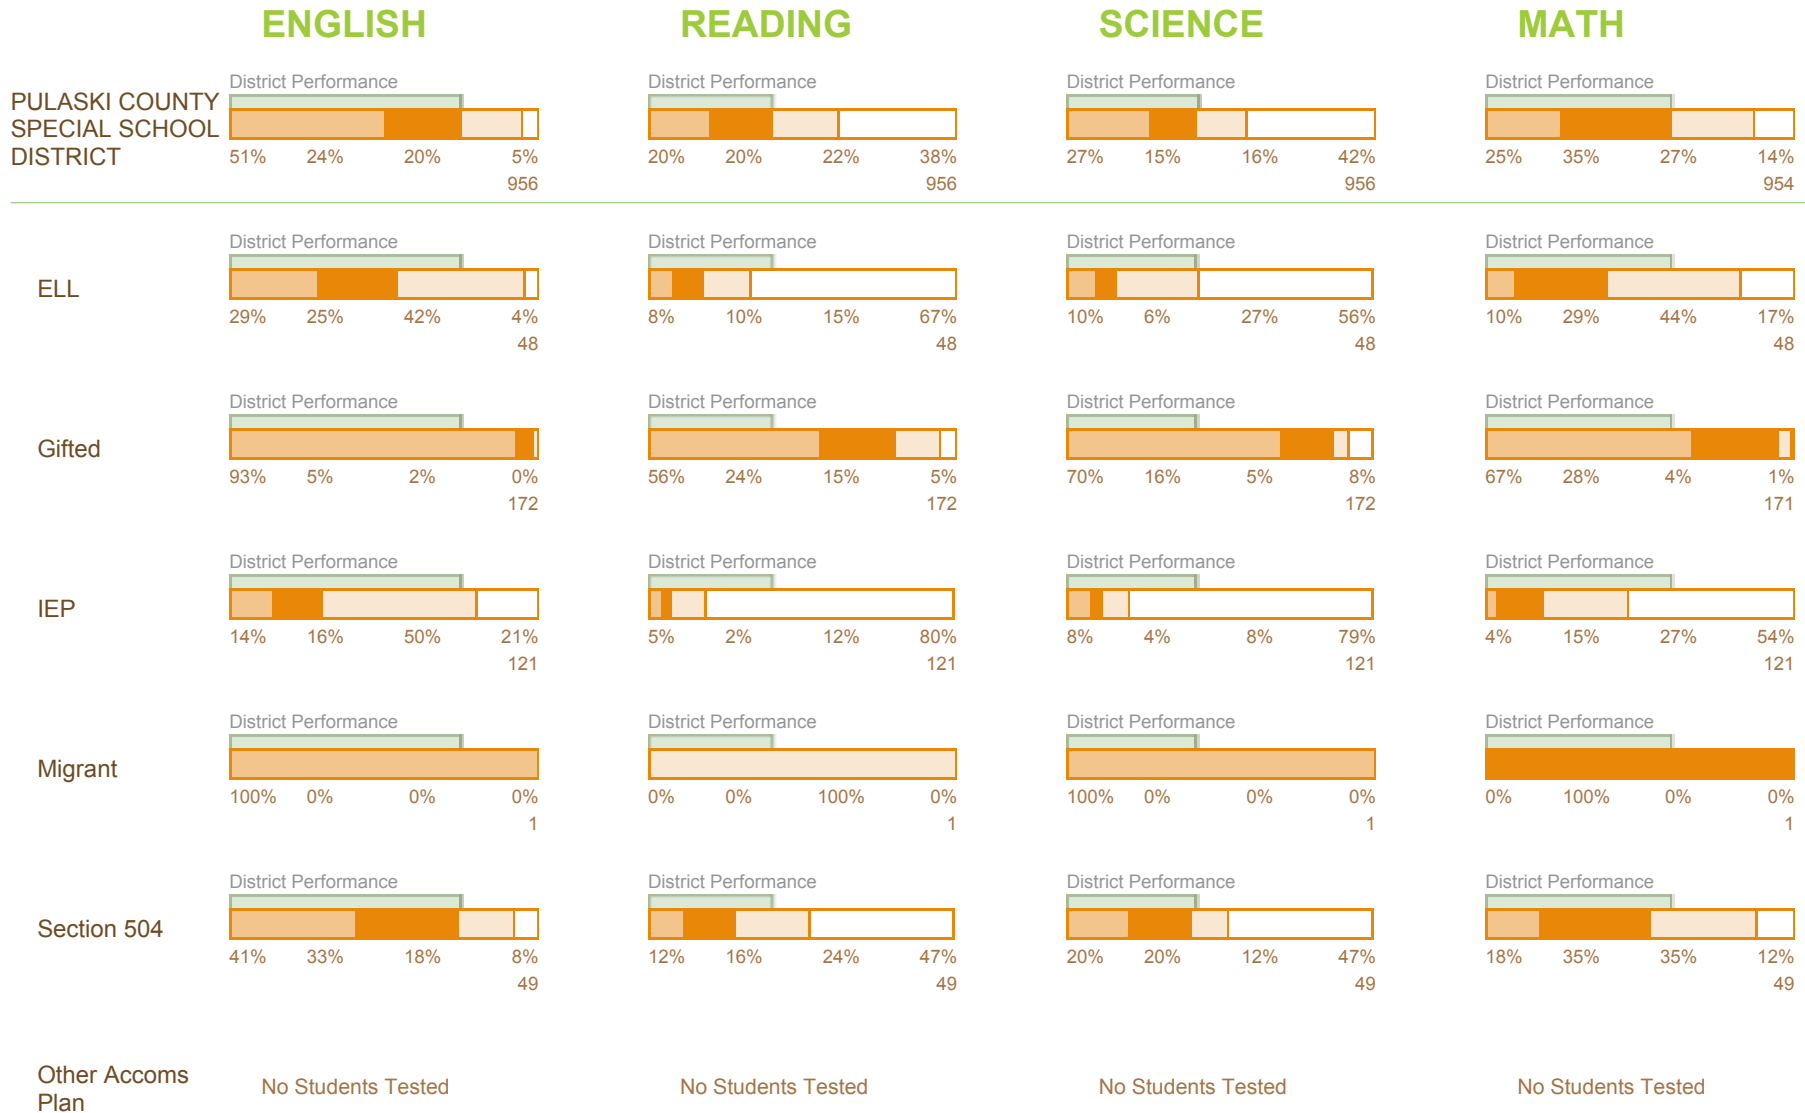 ENGLISH READING SCIENCE MATH
District Performance District Performance District Performance District Performance
PULASKI COUNTY
SPECIAL SCHOOL
DISTRICT
51% 24% 20% 5% 20% 20% 22% 38% 27% 15% 16% 42% 25% 35% 27% 14%
956 956 956 954
District Performance District Performance District Performance District Performance
ELL
29% 25% 42% 4% 8% 10% 15% 67% 10% 6% 27% 56% 10% 29% 44% 17%
48 48 48 48
District Performance District Performance District Performance District Performance
Gifted
93% 5% 2% 0% 56% 24% 15% 5% 70% 16% 5% 8% 67% 28% 4% 1%
172 172 172 171
District Performance District Performance District Performance District Performance
IEP
14% 16% 50% 21% 5% 2% 12% 80% 8% 4% 8% 79% 4% 15% 27% 54%
121 121 121 121
District Performance District Performance District Performance District Performance
Migrant
100% 0% 0% 0% 0% 0% 100% 0% 100% 0% 0% 0% 0% 100% 0% 0%
1 1 1 1
District Performance District Performance District Performance District Performance
Section 504
41% 33% 18% 8% 12% 16% 24% 47% 20% 20% 12% 47% 18% 35% 35% 12%
49 49 49 49
Other Accoms
Plan
No Students Tested No Students Tested No Students Tested No Students Tested